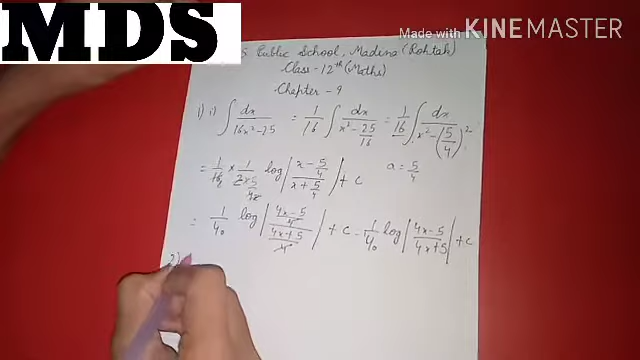 MDS
Made with KINEMASTER
S Public School, Madina (Rohtak)
Class-12th (Maths)
Chapter - 9
1) i) ∫ dx/(16x²-25) = 1/16 ∫ dx/(x² - 25/16) = 1/16 ∫ dx/(x² - (5/4)²)
= 1/16 × 1/(2×5/4) log |(x - 5/4)/(x + 5/4)| + c a = 5/4
= 1/40 log |((4x-5)/4)/((4x+5)/4)| + c - 1/40 log |(4x-5)/(4x+5)| + c
2)